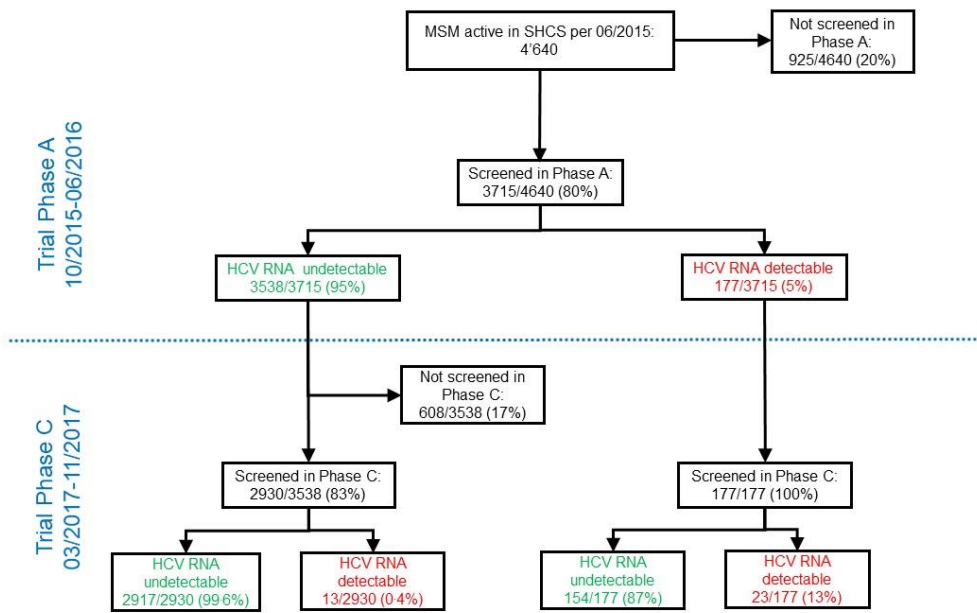 MSM active in SHCS per 06/2015:
4'640
Not screened in
Phase A:
925/4640 (20%)
Trial Phase A
10/2015-06/2016
Screened in Phase A:
3715/4640 (80%)
HCV RNA undetectable
3538/3715 (95%)
HCV RNA detectable
177/3715 (5%)
Trial Phase C
03/2017-11/2017
Not screened in
Phase C:
608/3538 (17%)
Screened in Phase C:
2930/3538 (83%)
Screened in Phase C:
177/177 (100%)
HCV RNA
undetectable
2917/2930 (99·6%)
HCV RNA
detectable
13/2930 (0·4%)
HCV RNA
undetectable
154/177 (87%)
HCV RNA
detectable
23/177 (13%)